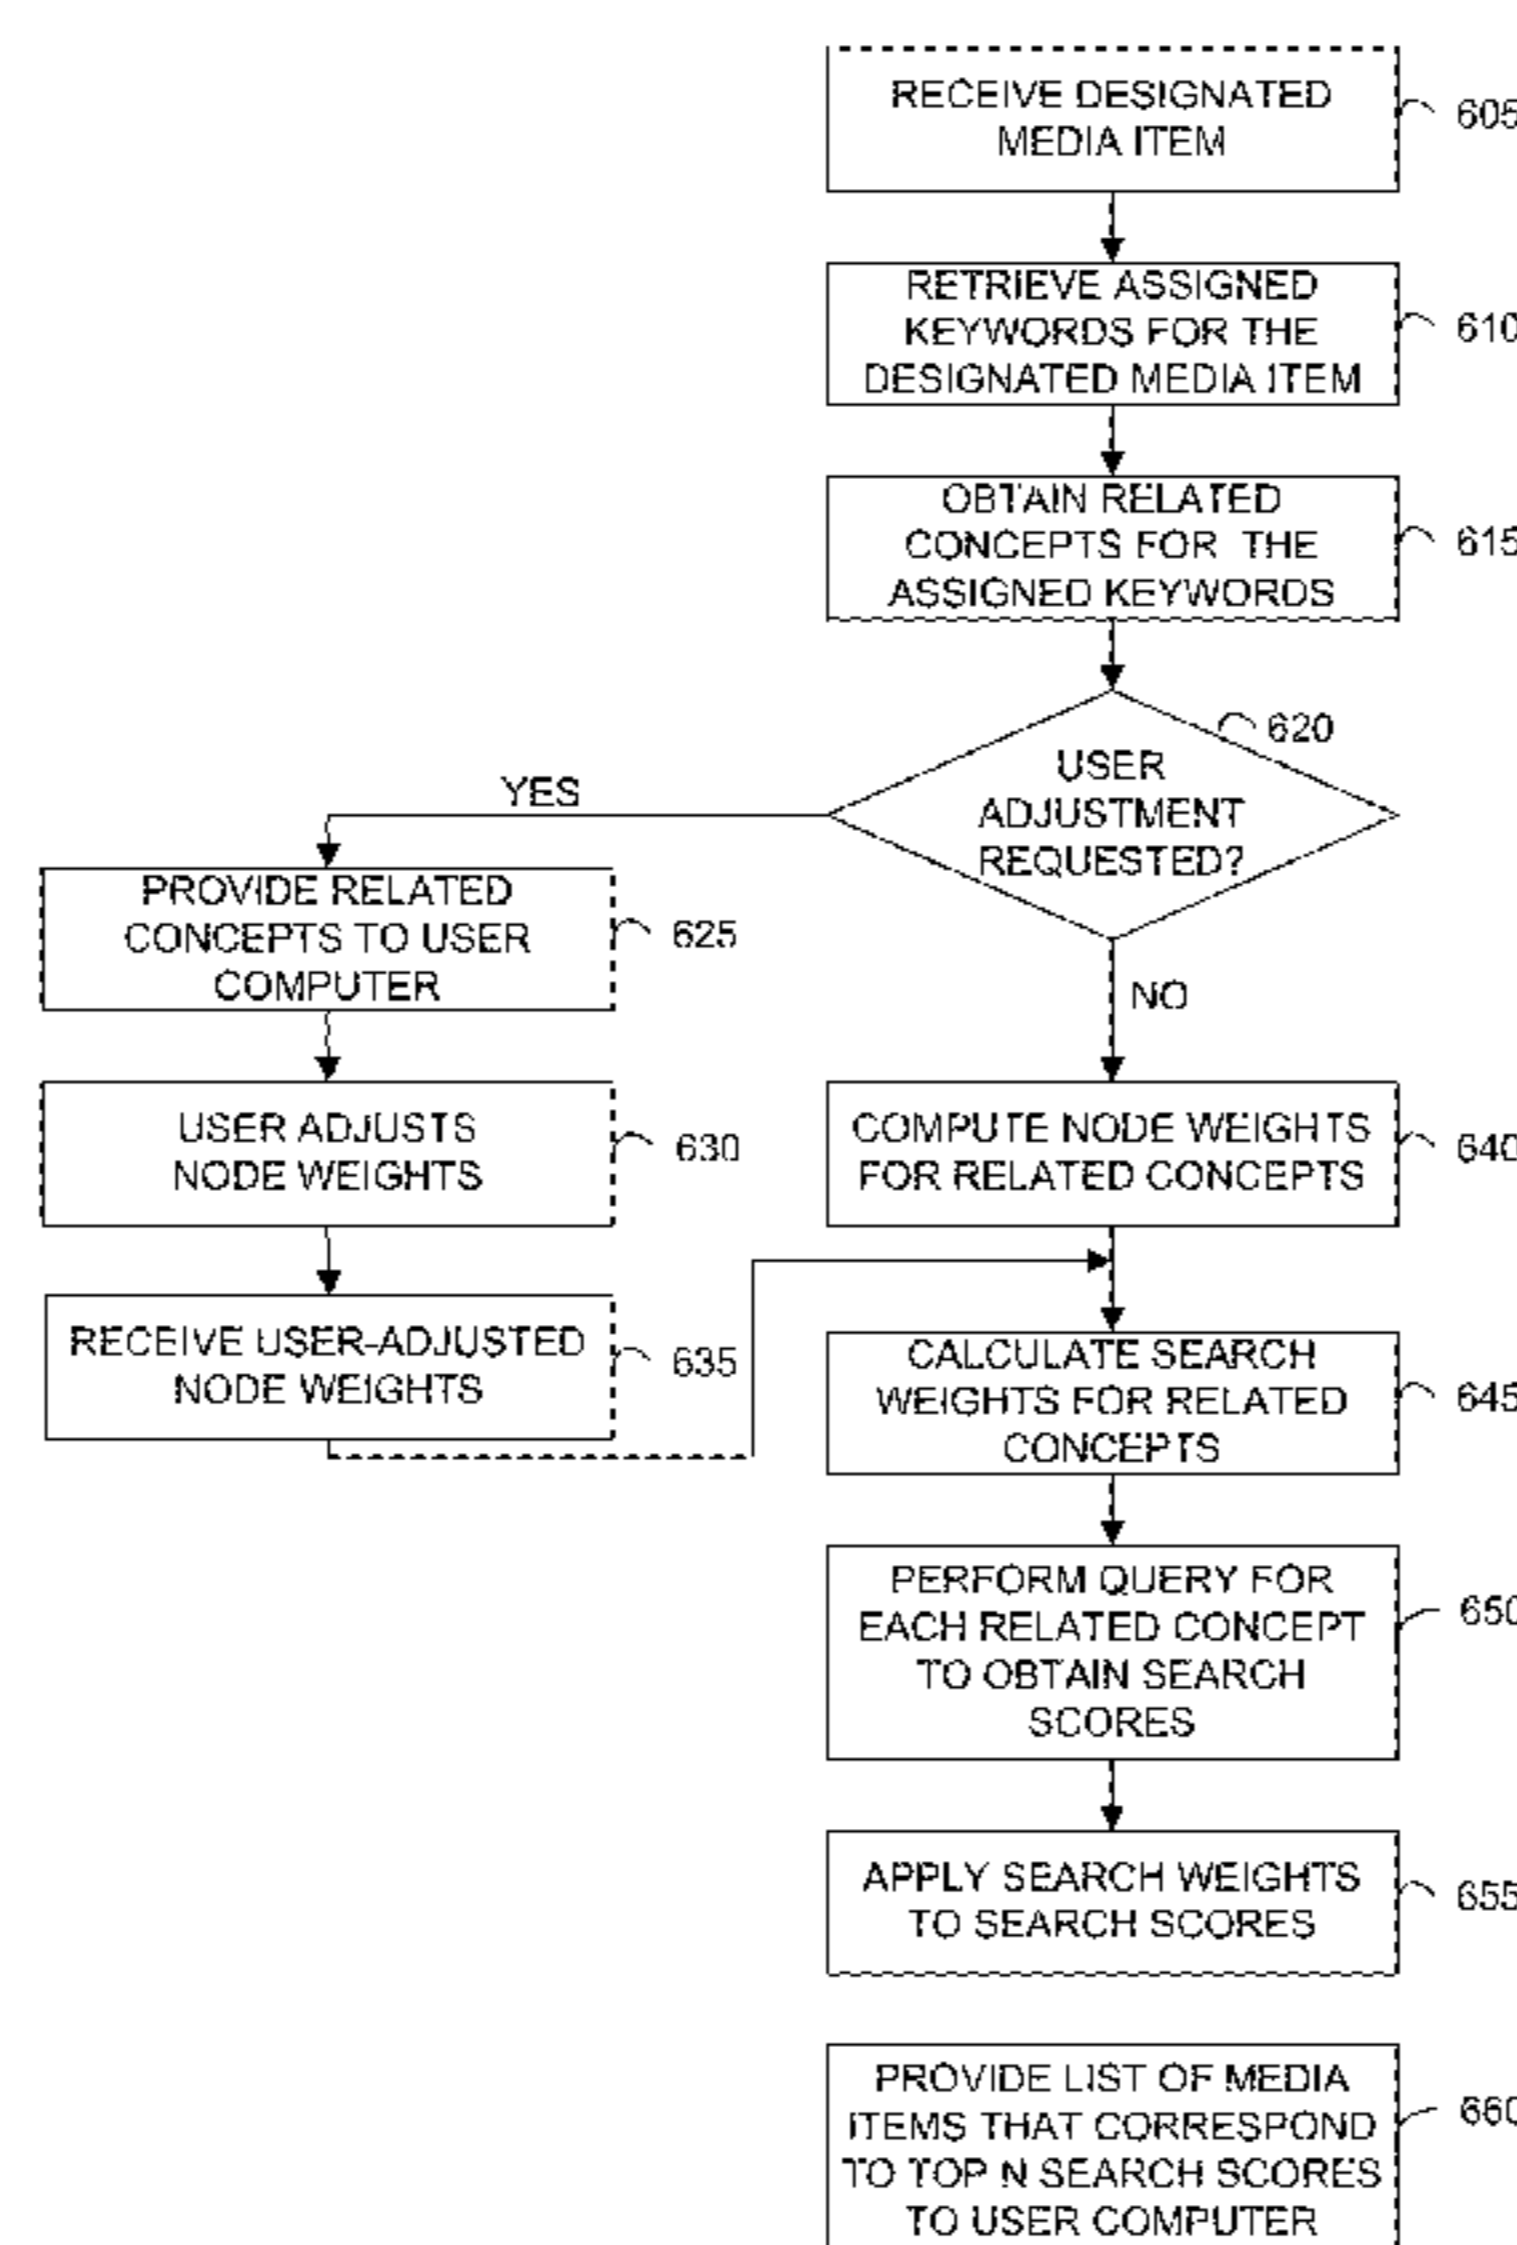 RECEIVE DESIGNATED
MEDIA ITEM
605
RETRIEVE ASSIGNED
KEYWORDS FOR THE
DESIGNATED MEDIA ITEM
610
OBTAIN RELATED
CONCEPTS FOR THE
ASSIGNED KEYWORDS
615
620
USER
ADJUSTMENT
REQUESTED?
YES
NO
PROVIDE RELATED
CONCEPTS TO USER
COMPUTER
625
USER ADJUSTS
NODE WEIGHTS
630
RECEIVE USER-ADJUSTED
NODE WEIGHTS
635
COMPUTE NODE WEIGHTS
FOR RELATED CONCEPTS
640
CALCULATE SEARCH
WEIGHTS FOR RELATED
CONCEPTS
645
PERFORM QUERY FOR
EACH RELATED CONCEPT
TO OBTAIN SEARCH
SCORES
650
APPLY SEARCH WEIGHTS
TO SEARCH SCORES
655
PROVIDE LIST OF MEDIA
ITEMS THAT CORRESPOND
TO TOP N SEARCH SCORES
TO USER COMPUTER
660